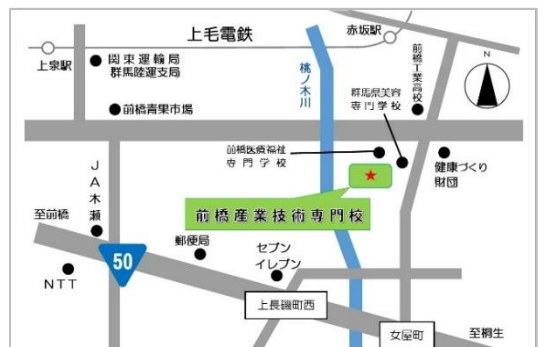 上毛電鉄
赤坂駅
上泉駅
関東運輸局
群馬陸運支局
桃ノ木川
前橋工業高校
N
群馬県美容
専門学校
前橋青果市場
前橋医療福祉
専門学校
健康づくり
財団
★
JA木瀬
至前橋
前橋産業技術専門校
50
郵便局
セブン
イレブン
NTT
上長磯町西
女屋町
至桐生